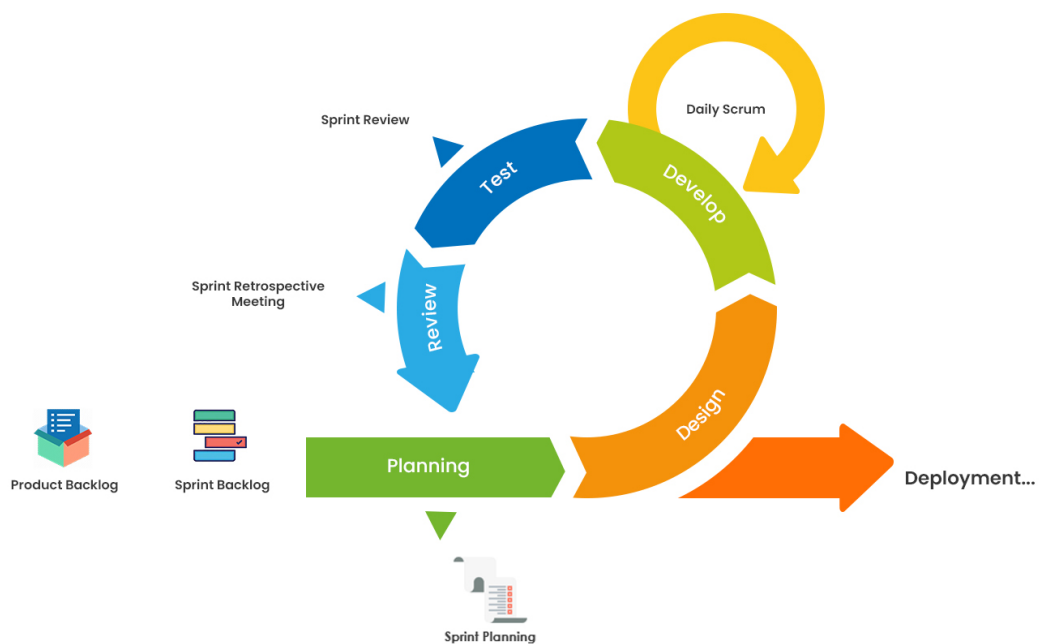 Daily Scrum
Sprint Review
Test
Develop
Sprint Retrospective
Meeting
Review
Design
Planning
Product Backlog
Sprint Backlog
Deployment...
Sprint Planning